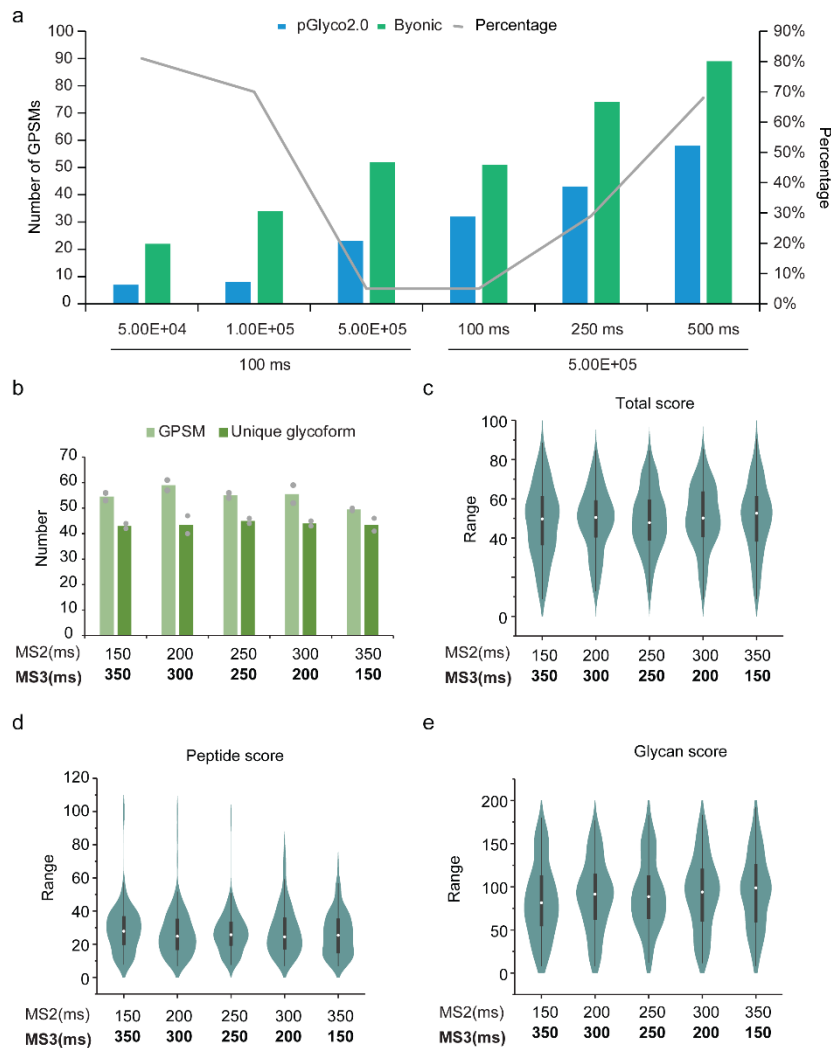 a
pGlyco2.0 Byonic Percentage
Number of GPSMs
100
90
80
70
60
50
40
30
20
10
0
90%
80%
70%
60%
50%
40%
30%
20%
10%
0%
Percentage
5.00E+04 1.00E+05 5.00E+05 100 ms 250 ms 500 ms
100 ms 5.00E+05
b
GPSM Unique glycoform
Number
70
60
50
40
30
20
10
0
MS2(ms) 150 200 250 300 350
MS3(ms) 350 300 250 200 150
c
Total score
Range
100
80
60
40
0
150 200 250 300 350
350 300 250 200 150
d
Peptide score
Range
120
100
80
60
40
20
0
MS2(ms) 150 200 250 300 350
MS3(ms) 350 300 250 200 150
e
Glycan score
Range
200
150
100
50
0
MS2(ms) 150 200 250 300 350
MS3(ms) 350 300 250 200 150